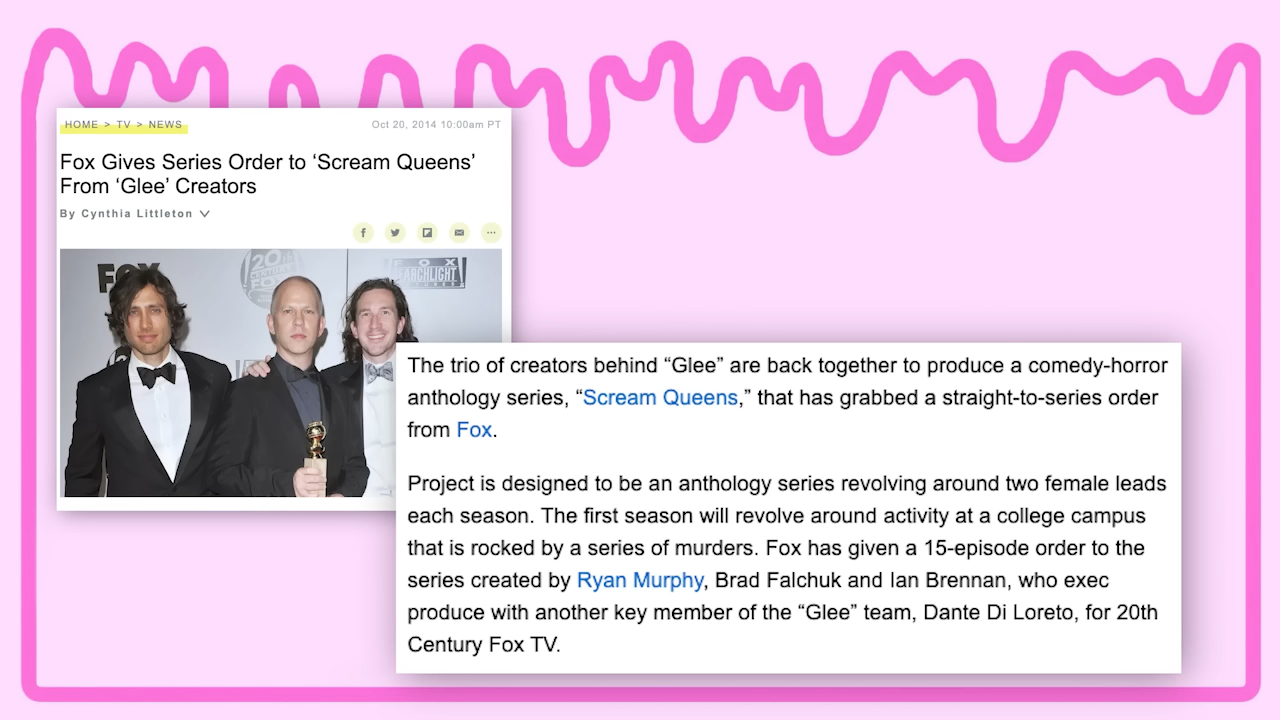 HOME > TV > NEWS
Oct 20, 2014 10:00am PT
Fox Gives Series Order to ‘Scream Queens’
From ‘Glee’ Creators
By Cynthia Littleton
FOX
20TH
CENTURY
FOX
FOX
SEARCHLIGHT
PICTURES
The trio of creators behind “Glee” are back together to produce a comedy-horror
anthology series, “Scream Queens,” that has grabbed a straight-to-series order
from Fox.
Project is designed to be an anthology series revolving around two female leads
each season. The first season will revolve around activity at a college campus
that is rocked by a series of murders. Fox has given a 15-episode order to the
series created by Ryan Murphy, Brad Falchuk and Ian Brennan, who exec
produce with another key member of the “Glee” team, Dante Di Loreto, for 20th
Century Fox TV.